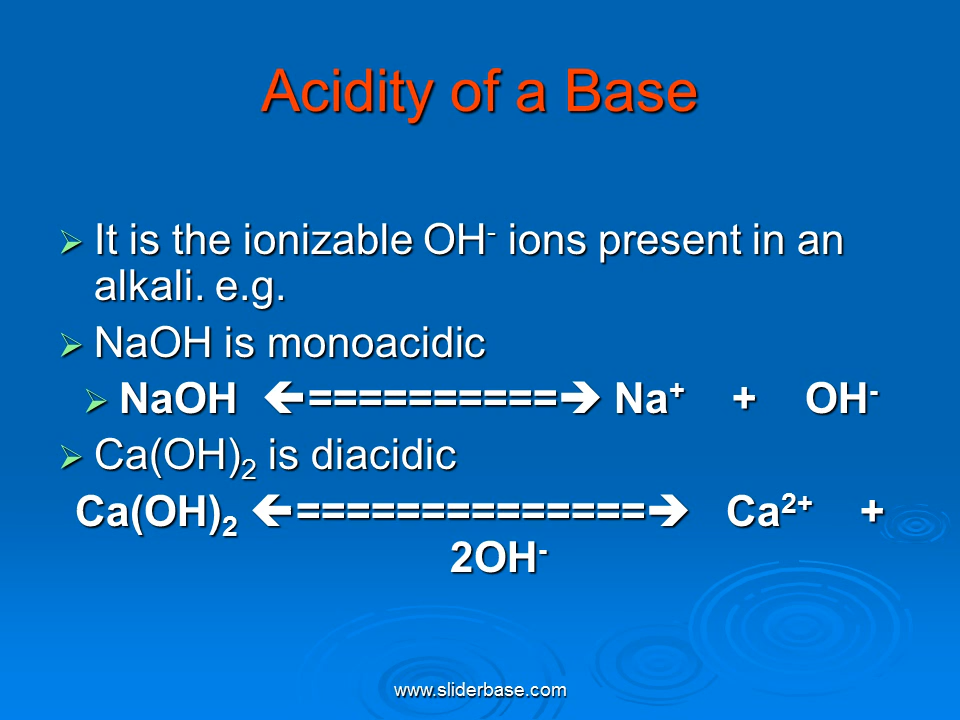 Acidity of a Base
➢ It is the ionizable OH⁻ ions present in an
alkali. e.g.
➢ NaOH is monoacidic
➢ NaOH 🡸==========🡺 Na⁺ + OH⁻
➢ Ca(OH)₂ is diacidic
Ca(OH)₂ 🡸==============🡺 Ca²⁺ +
2OH⁻
www.sliderbase.com